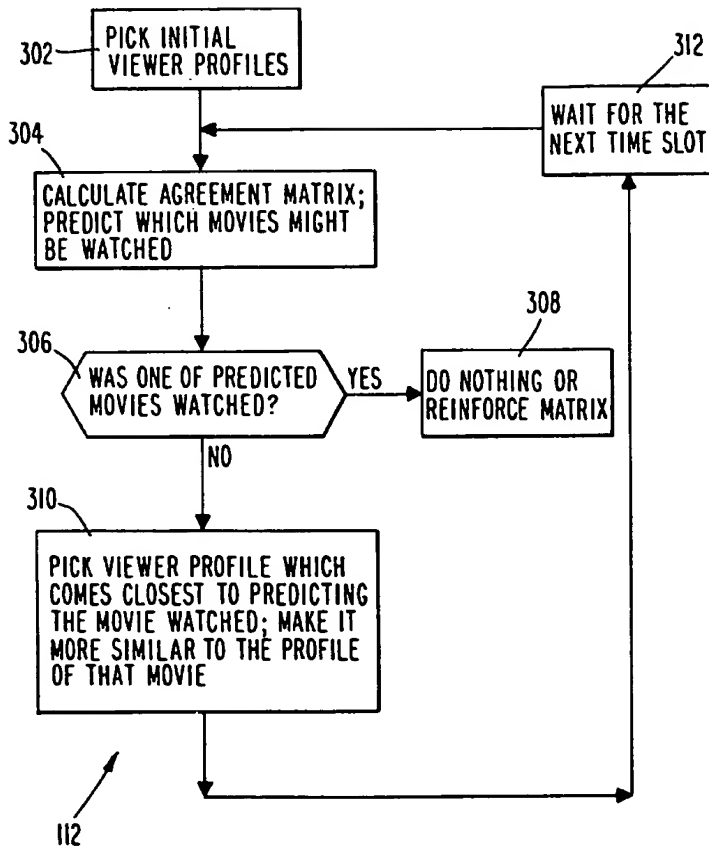 302
PICK INITIAL
VIEWER PROFILES
312
WAIT FOR THE
NEXT TIME SLOT
304
CALCULATE AGREEMENT MATRIX;
PREDICT WHICH MOVIES MIGHT
BE WATCHED
306
WAS ONE OF PREDICTED
MOVIES WATCHED?
YES
308
DO NOTHING OR
REINFORCE MATRIX
NO
310
PICK VIEWER PROFILE WHICH
COMES CLOSEST TO PREDICTING
THE MOVIE WATCHED; MAKE IT
MORE SIMILAR TO THE PROFILE
OF THAT MOVIE
112